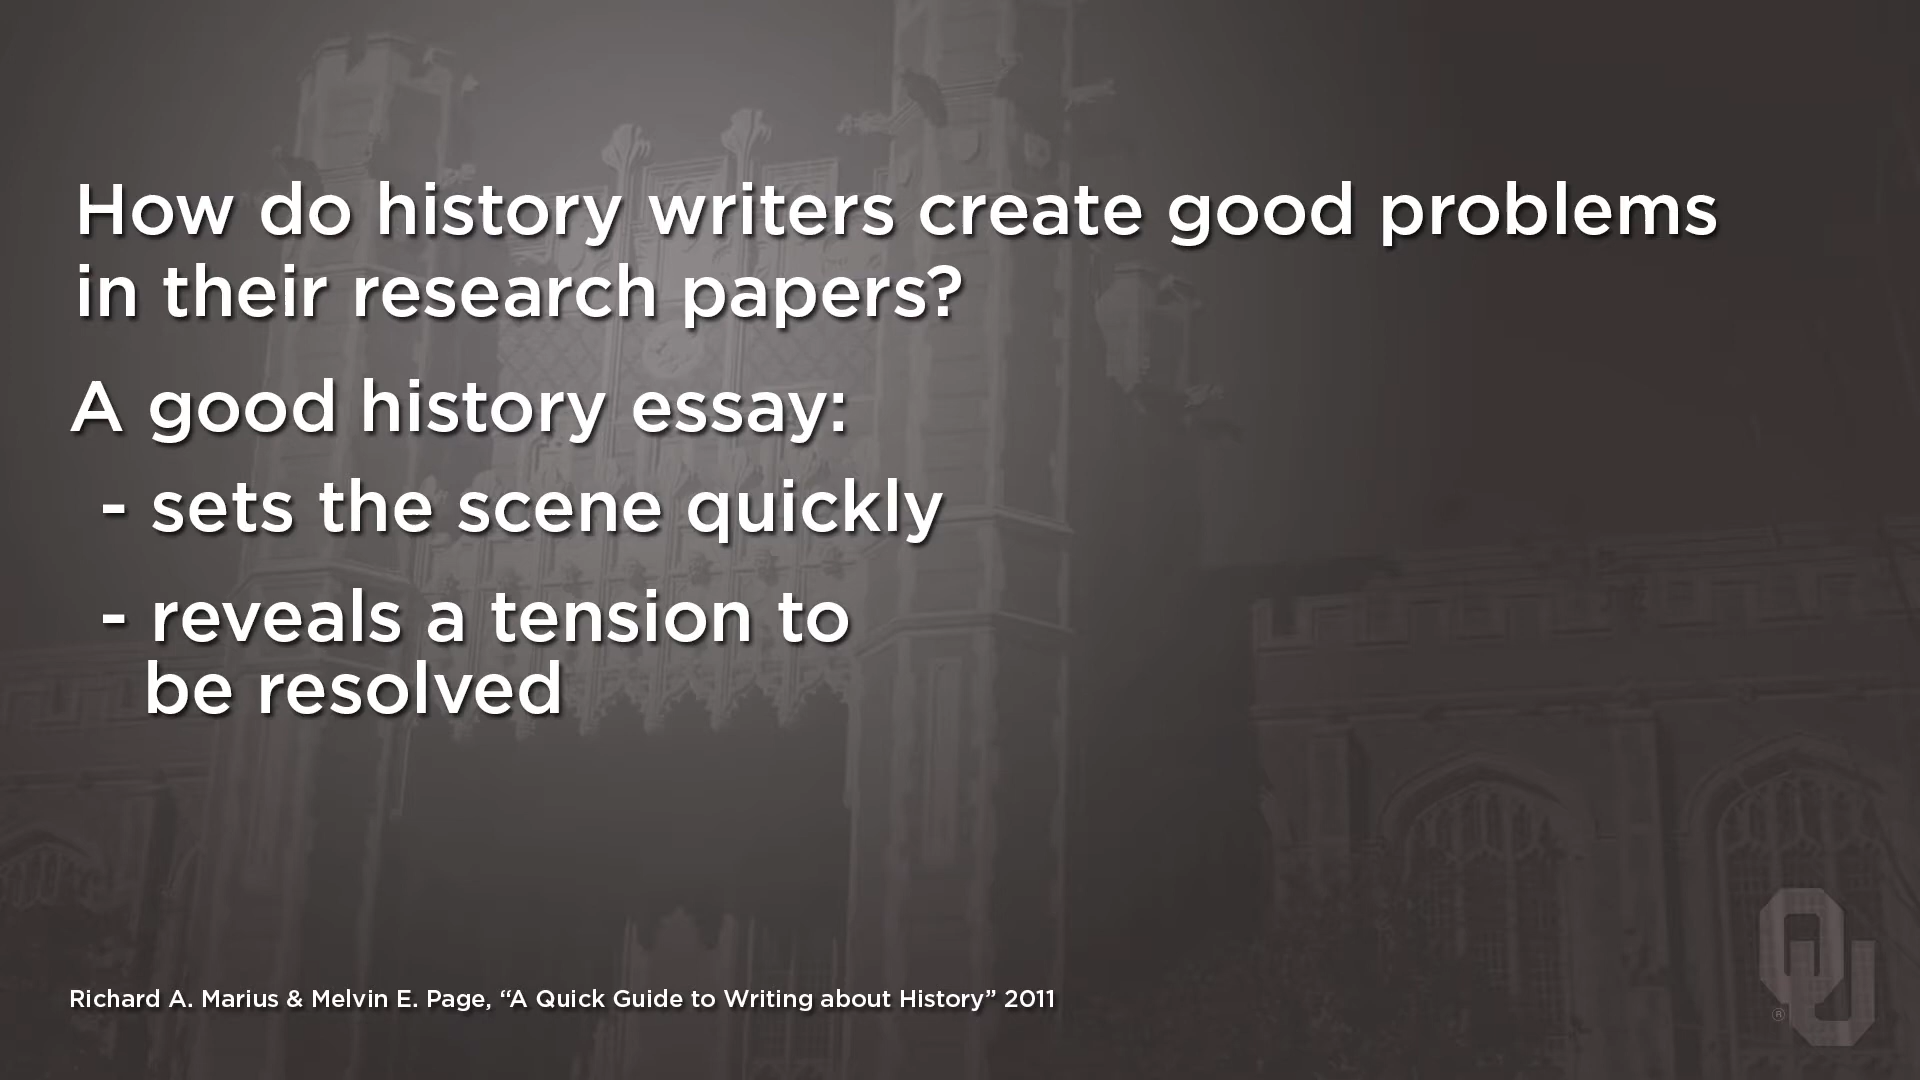 How do history writers create good problems
in their research papers?
A good history essay:
- sets the scene quickly
- reveals a tension to
be resolved
Richard A. Marius & Melvin E. Page, “A Quick Guide to Writing about History” 2011
OU
®